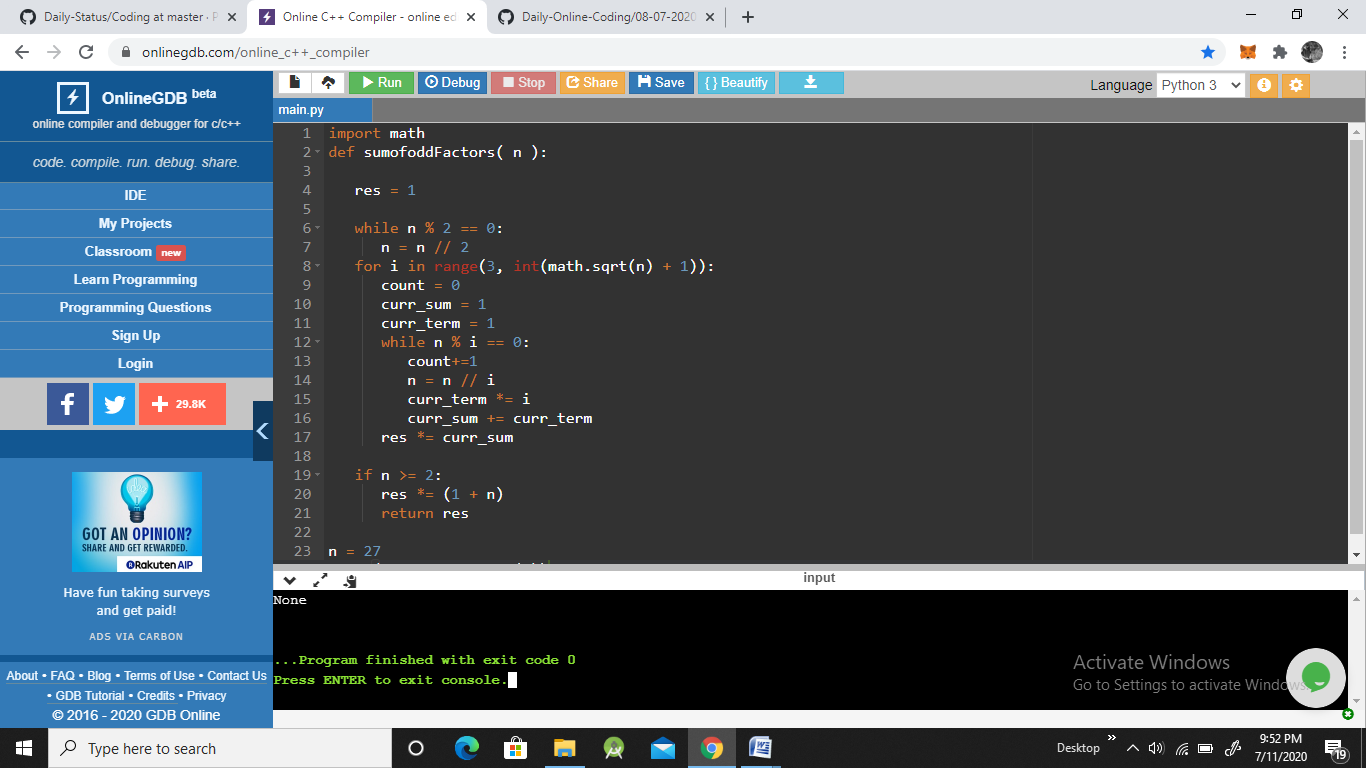 Daily-Status/Coding at master · P
Online C++ Compiler - online ed
Daily-Online-Coding/08-07-2020
onlinegdb.com/online_c++_compiler
OnlineGDB beta
online compiler and debugger for c/c++
code. compile. run. debug. share.
IDE
My Projects
Classroom new
Learn Programming
Programming Questions
Sign Up
Login
f
+ 29.8K
GOT AN OPINION?
SHARE AND GET REWARDED.
Rakuten AIP
Have fun taking surveys
and get paid!
ADS VIA CARBON
About • FAQ • Blog • Terms of Use • Contact Us
• GDB Tutorial • Credits • Privacy
© 2016 - 2020 GDB Online
Run
Debug
Stop
Share
Save
{ } Beautify
Language Python 3
main.py
1 import math
2 def sumofoddFactors( n ):
3
4 res = 1
5
6 while n % 2 == 0:
7 n = n // 2
8 for i in range(3, int(math.sqrt(n) + 1)):
9 count = 0
10 curr_sum = 1
11 curr_term = 1
12 while n % i == 0:
13 count+=1
14 n = n // i
15 curr_term *= i
16 curr_sum += curr_term
17 res *= curr_sum
18
19 if n >= 2:
20 res *= (1 + n)
21 return res
22
23 n = 27
input
None
...Program finished with exit code 0
Press ENTER to exit console.
Activate Windows
Go to Settings to activate Windows.
Type here to search
Desktop
9:52 PM
7/11/2020
19